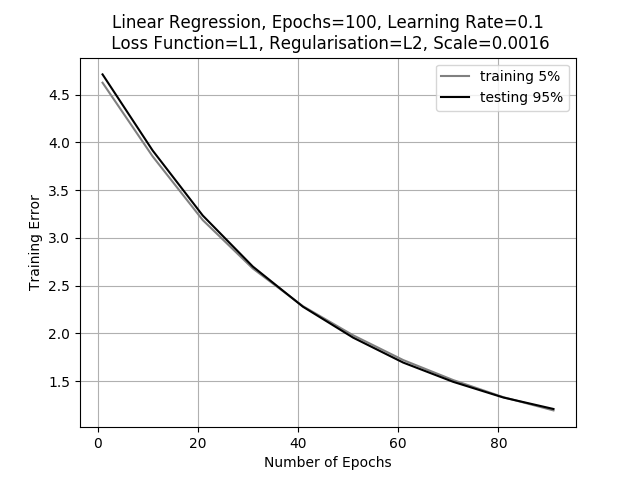 Linear Regression, Epochs=100, Learning Rate=0.1
Loss Function=L1, Regularisation=L2, Scale=0.0016
training 5%
testing 95%
4.5
4.0
3.5
3.0
2.5
2.0
1.5
Training Error
0
20
40
60
80
Number of Epochs